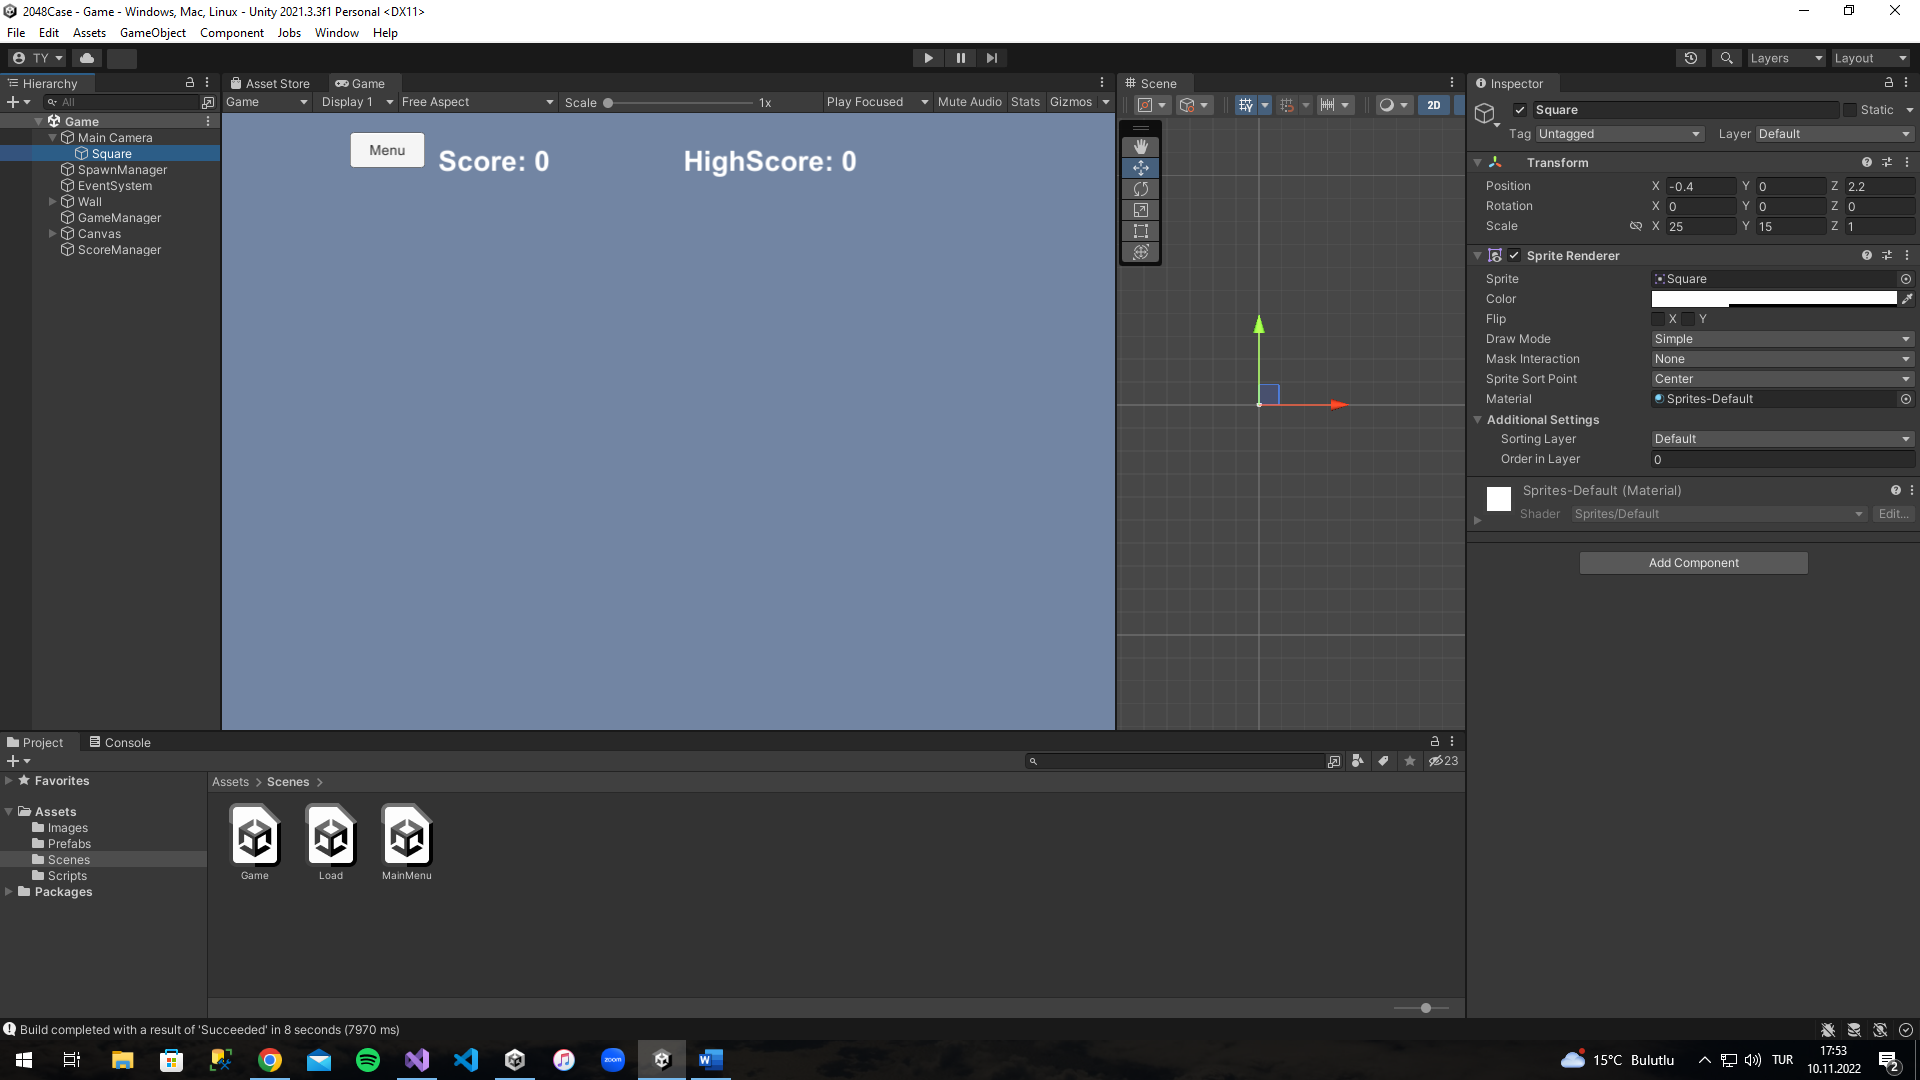 2048Case - Game - Windows, Mac, Linux - Unity 2021.3.3f1 Personal <DX11>
File Edit Assets GameObject Component Jobs Window Help
TY
Layers Layout
Hierarchy
All
Game
Main Camera
Square
SpawnManager
EventSystem
Wall
GameManager
Canvas
ScoreManager
Asset Store Game
Game Display 1 Free Aspect Scale 1x Play Focused Mute Audio Stats Gizmos
Menu
Score: 0 HighScore: 0
Scene
2D
Inspector
Square Static
Tag Untagged Layer Default
Transform
Position X -0.4 Y 0 Z 2.2
Rotation X 0 Y 0 Z 0
Scale X 25 Y 15 Z 1
Sprite Renderer
Sprite Square
Color
Flip X Y
Draw Mode Simple
Mask Interaction None
Sprite Sort Point Center
Material Sprites-Default
Additional Settings
Sorting Layer Default
Order in Layer 0
Sprites-Default (Material)
Shader Sprites/Default Edit...
Add Component
Project Console
23
Favorites
Assets
Images
Prefabs
Scenes
Scripts
Packages
Assets > Scenes >
Game Load MainMenu
Build completed with a result of 'Succeeded' in 8 seconds (7970 ms)
zoom
W
15°C Bulutlu
TUR
17:53
10.11.2022
2